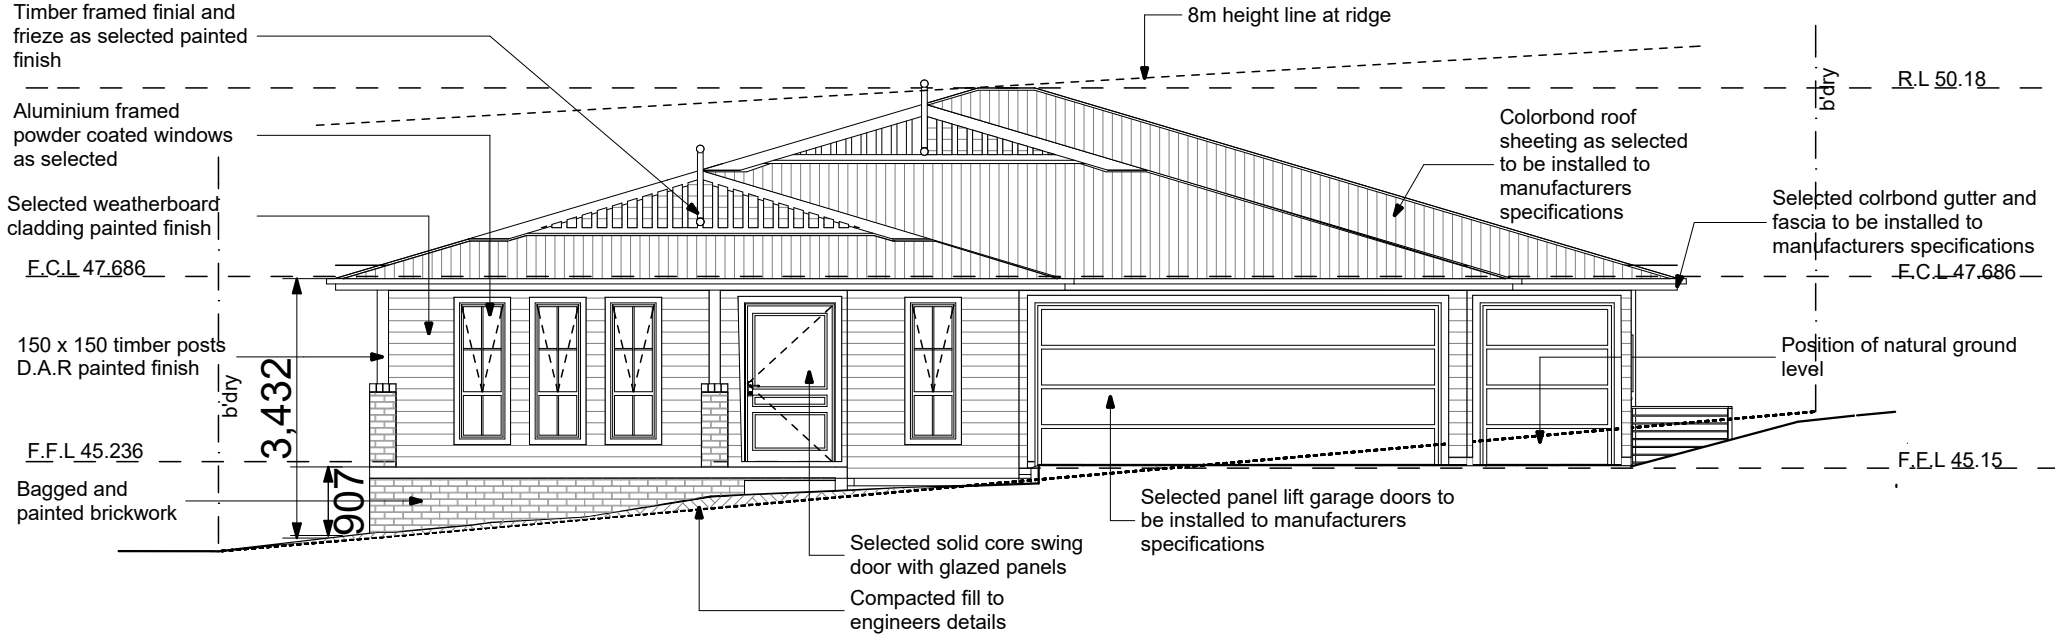 Timber framed finial and
frieze as selected painted
finish
Aluminium framed
powder coated windows
as selected
Selected weatherboard
cladding painted finish
F.C.L 47.686
150 x 150 timber posts
D.A.R painted finish
b'dry
3,432
F.F.L 45.236
907
Bagged and
painted brickwork
8m height line at ridge
R.L 50.18
b'dry
Colorbond roof
sheeting as selected
to be installed to
manufacturers
specifications
Selected colrbond gutter and
fascia to be installed to
manufacturers specifications
F.C.L 47.686
Position of natural ground
level
F.F.L 45.15
Selected panel lift garage doors to
be installed to manufacturers
specifications
Selected solid core swing
door with glazed panels
Compacted fill to
engineers details